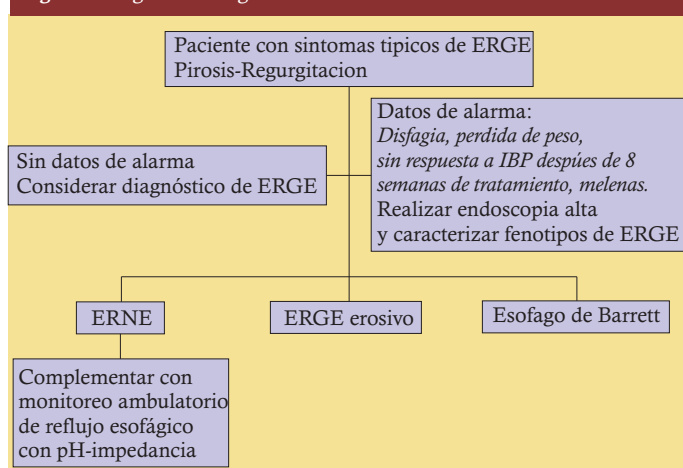 Paciente con sintomas tipicos de ERGE
Pirosis-Regurgitacion
Datos de alarma:
Disfagia, perdida de peso,
sin respuesta a IBP despúes de 8
semanas de tratamiento, melenas.
Realizar endoscopia alta
y caracterizar fenotipos de ERGE
Sin datos de alarma
Considerar diagnóstico de ERGE
ERNE
ERGE erosivo
Esofago de Barrett
Complementar con
monitoreo ambulatorio
de reflujo esofágico
con pH-impedancia